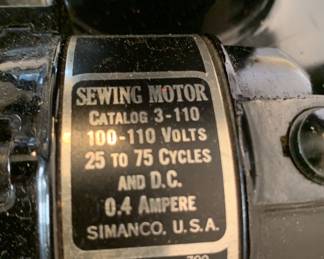 SEWING MOTOR
CATALOG 3-110
100-110 VOLTS
25 TO 75 CYCLES
AND D.C.
0.4 AMPERE
SIMANCO, U.S.A.